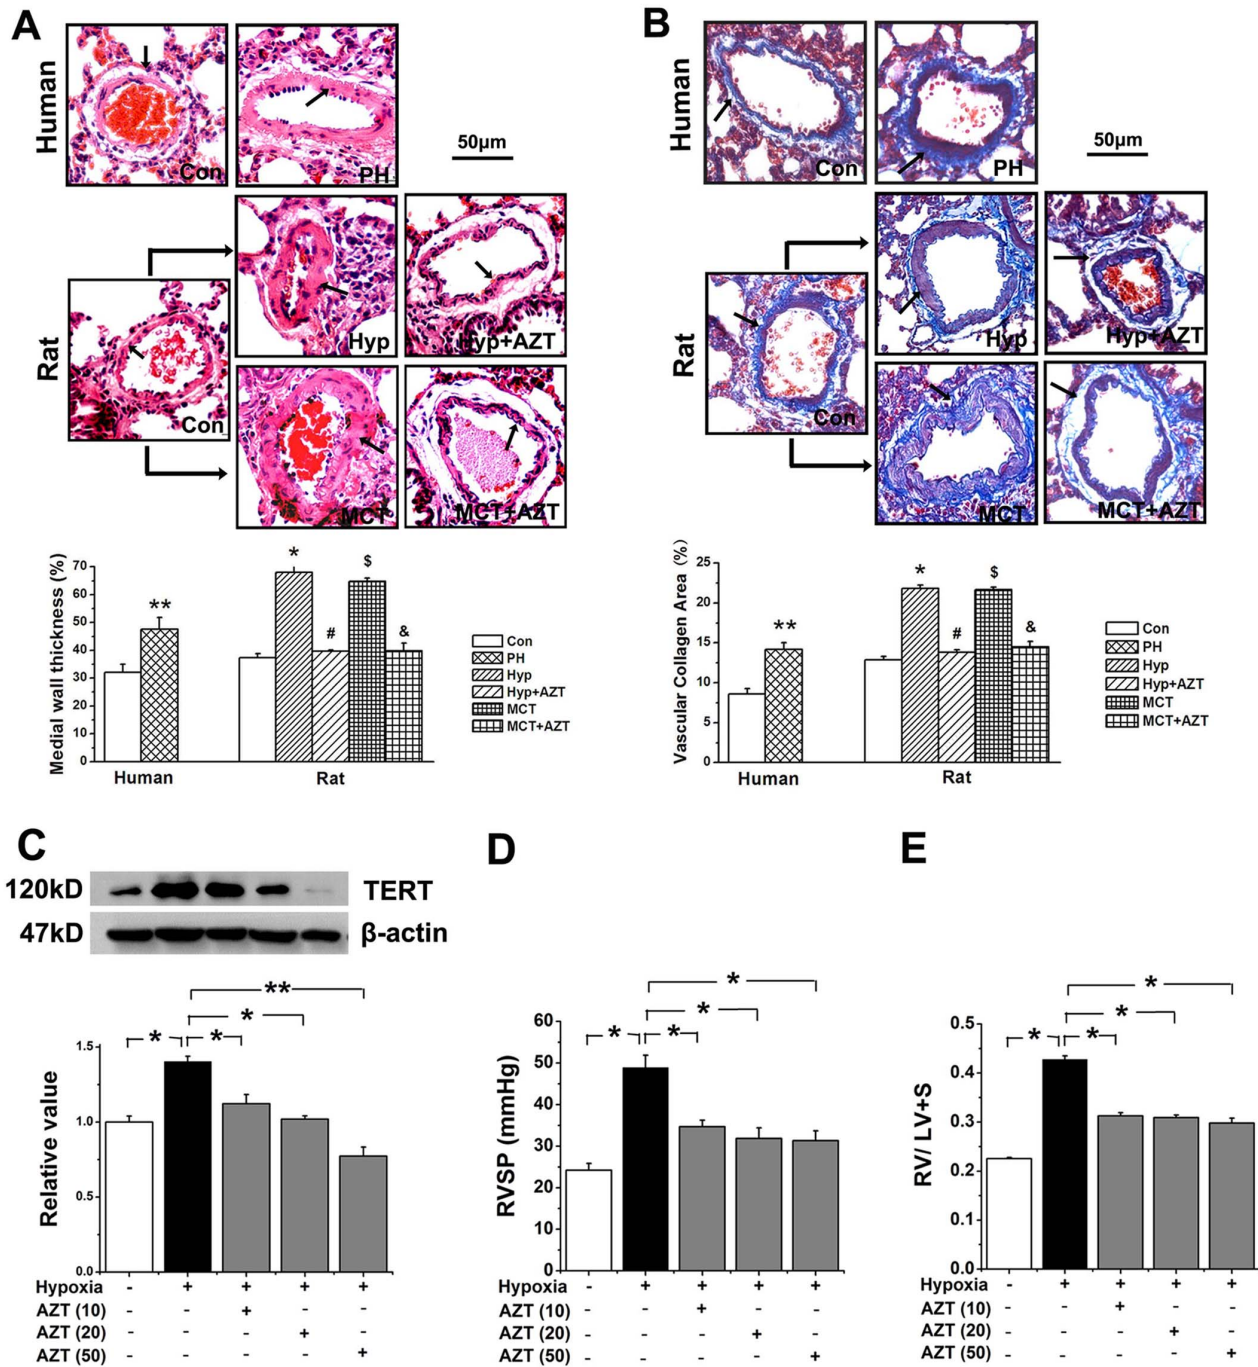 A
Human
Con
PH
50μm
Rat
Con
Hyp
Hyp+AZT
MCT
MCT+AZT
Medial wall thickness (%)
70
60
50
40
30
20
10
0
**
*
#
$
&
Human
Rat
Con
PH
Hyp
Hyp+AZT
MCT
MCT+AZT
B
Human
Con
PH
50μm
Rat
Con
Hyp
Hyp+AZT
MCT
MCT+AZT
Vascular Collagen Area (%)
25
20
15
10
5
0
**
*
#
$
&
Human
Rat
Con
PH
Hyp
Hyp+AZT
MCT
MCT+AZT
C
120kD
TERT
47kD
β-actin
**
*
* *
Relative value
1.5
1.0
0.5
0.0
Hypoxia - + + + +
AZT (10) - - + - -
AZT (20) - - - + -
AZT (50) - - - - +
D
*
*
* *
RVSP (mmHg)
60
50
40
30
20
10
0
Hypoxia - + + + +
AZT (10) - - + - -
AZT (20) - - - + -
AZT (50) - - - - +
E
*
*
* *
RV/ LV+S
0.5
0.4
0.3
0.2
0.1
0.0
Hypoxia - + + + +
AZT (10) - - + - -
AZT (20) - - - + -
AZT (50) - - - - +